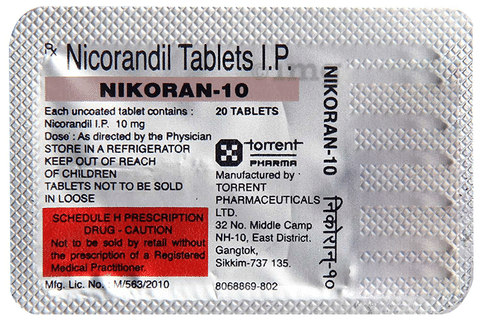 Rx Nicorandil Tablets I.P.
NIKORAN-10
Each uncoated tablet contains :
Nicorandil I.P. 10 mg
Dose : As directed by the Physician
STORE IN A REFRIGERATOR
KEEP OUT OF REACH
OF CHILDREN
TABLETS NOT TO BE SOLD
IN LOOSE
SCHEDULE H PRESCRIPTION
DRUG - CAUTION
Not to be sold by retail without
the prescription of a Registered
Medical Practitioner.
Mfg. Lic. No.: M/563/2010
20 TABLETS
torrent
PHARMA
Manufactured by :
TORRENT
PHARMACEUTICALS
LTD.
32 No. Middle Camp
NH-10, East District.
Gangtok,
Sikkim-737 135.
8068869-802
NIKORAN-10
निकोरान-१०